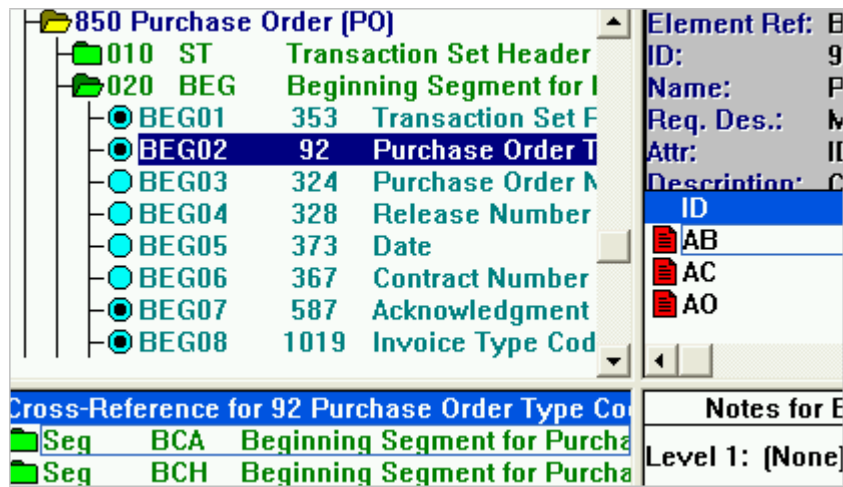 850 Purchase Order (PO)
010 ST Transaction Set Header
020 BEG Beginning Segment for
BEG01 353 Transaction Set
BEG02 92 Purchase Order
BEG03 324 Purchase Order
BEG04 328 Release Number
BEG05 373 Date
BEG06 367 Contract Number
BEG07 587 Acknowledgment
BEG08 1019 Invoice Type Cod
Element Ref:
ID: 9
Name: P
Req. Des.:
Attr:
Description:
ID
AB
AC
AO
Cross-Reference for 92 Purchase Order Type
Seg BCA Beginning Segment for Purcha
Seg BCH Beginning Segment for Purcha
Notes for
Level 1: (None)